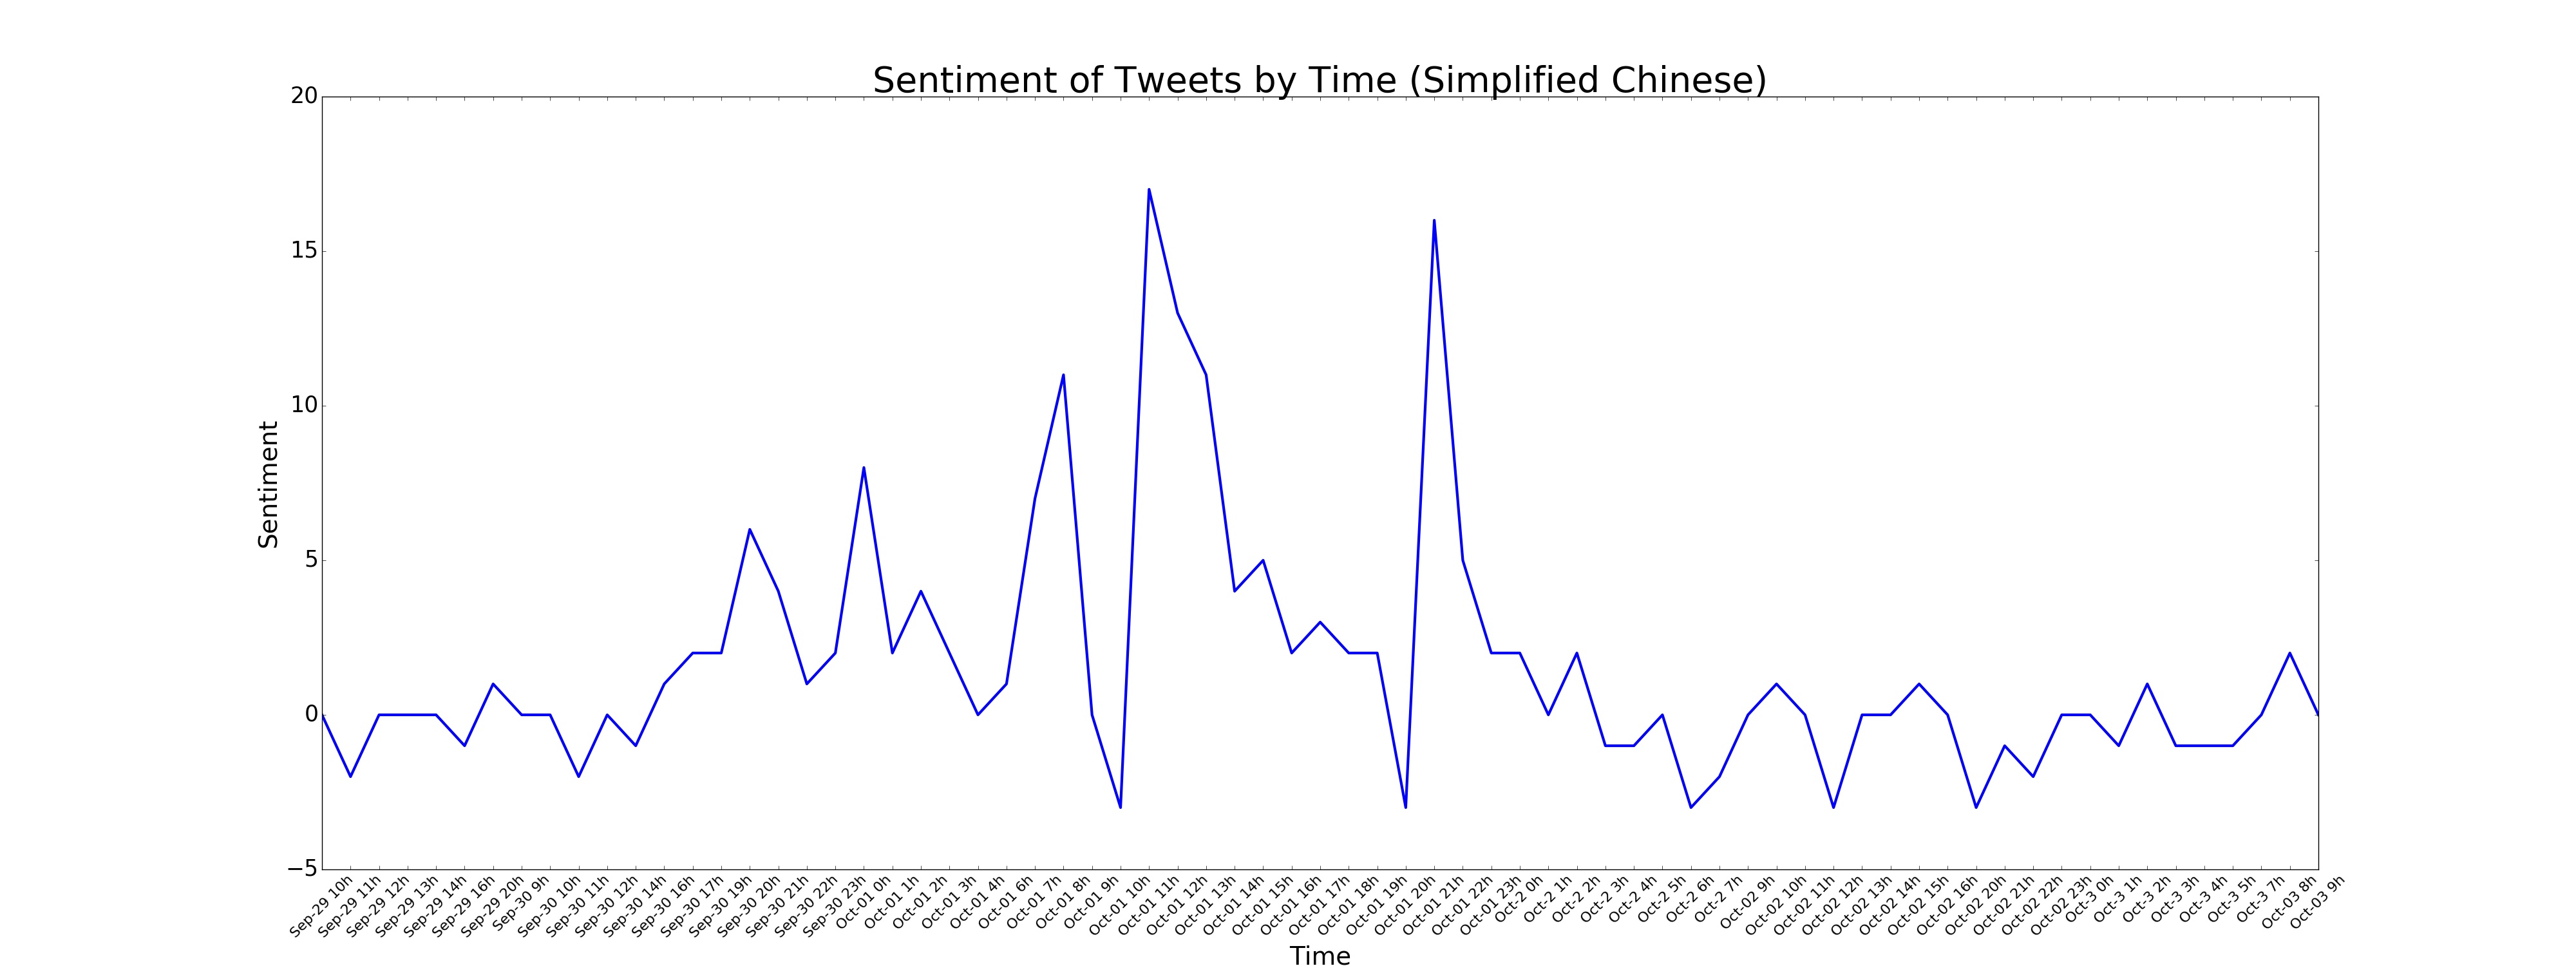 Sentiment of Tweets by Time (Simplified Chinese)
20
15
10
5
0
−5
Sentiment
Sep-29 10h
Sep-29 11h
Sep-29 12h
Sep-29 13h
Sep-29 14h
Sep-29 16h
Sep-29 20h
Sep-30 9h
Sep-30 10h
Sep-30 11h
Sep-30 12h
Sep-30 14h
Sep-30 16h
Sep-30 17h
Sep-30 19h
Sep-30 20h
Sep-30 21h
Sep-30 22h
Sep-30 23h
Oct-01 0h
Oct-01 1h
Oct-01 2h
Oct-01 3h
Oct-01 4h
Oct-01 6h
Oct-01 7h
Oct-01 8h
Oct-01 9h
Oct-01 10h
Oct-01 11h
Oct-01 12h
Oct-01 13h
Oct-01 14h
Oct-01 15h
Oct-01 16h
Oct-01 17h
Oct-01 18h
Oct-01 19h
Oct-01 20h
Oct-01 21h
Oct-01 22h
Oct-01 23h
Oct-2 0h
Oct-2 1h
Oct-2 2h
Oct-2 3h
Oct-2 4h
Oct-2 5h
Oct-2 6h
Oct-2 7h
Oct-02 9h
Oct-02 10h
Oct-02 11h
Oct-02 12h
Oct-02 13h
Oct-02 14h
Oct-02 15h
Oct-02 16h
Oct-02 20h
Oct-02 21h
Oct-02 22h
Oct-02 23h
Oct-3 0h
Oct-3 1h
Oct-3 2h
Oct-3 3h
Oct-3 4h
Oct-3 5h
Oct-3 7h
Oct-03 8h
Oct-03 9h
Time